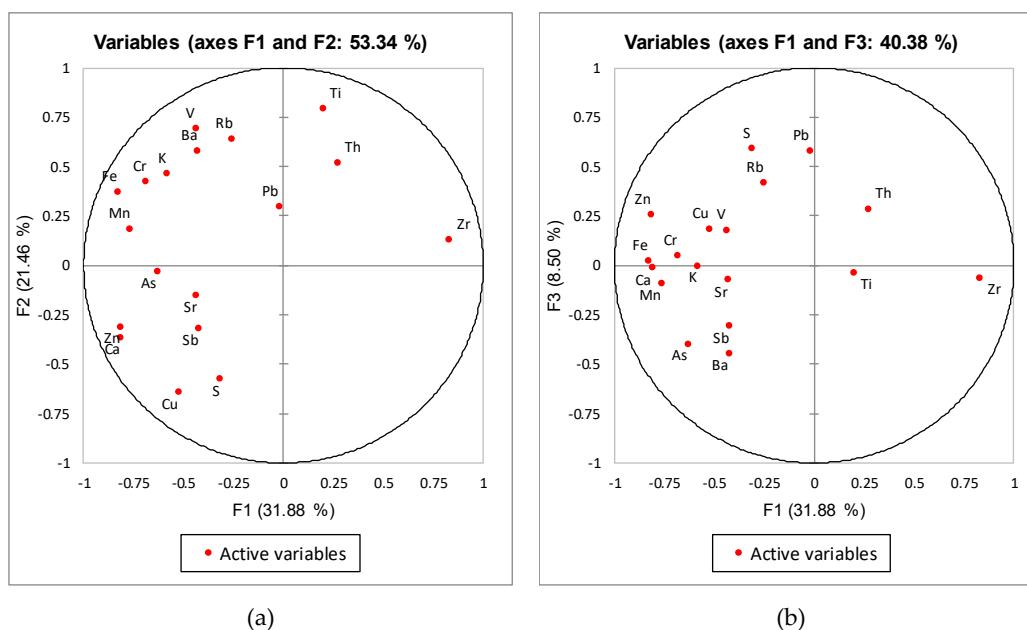 Variables (axes F1 and F2: 53.34 %)
1
0.75
0.5
0.25
0
-0.25
-0.5
-0.75
-1
F2 (21.46 %)
Ti
V
Rb
Ba
Th
K
Cr
Fe
Pb
Mn
Zr
As
Sr
Zn
Sb
Ca
S
Cu
-1 -0.75 -0.5 -0.25 0 0.25 0.5 0.75 1
F1 (31.88 %)
Active variables
(a)
Variables (axes F1 and F3: 40.38 %)
1
0.75
0.5
0.25
0
-0.25
-0.5
-0.75
-1
F3 (8.50 %)
S
Pb
Rb
Th
Zn
Cu
V
Fe
Cr
Ca
K
Mn
Sr
Ti
Zr
As
Sb
Ba
-1 -0.75 -0.5 -0.25 0 0.25 0.5 0.75 1
F1 (31.88 %)
Active variables
(b)